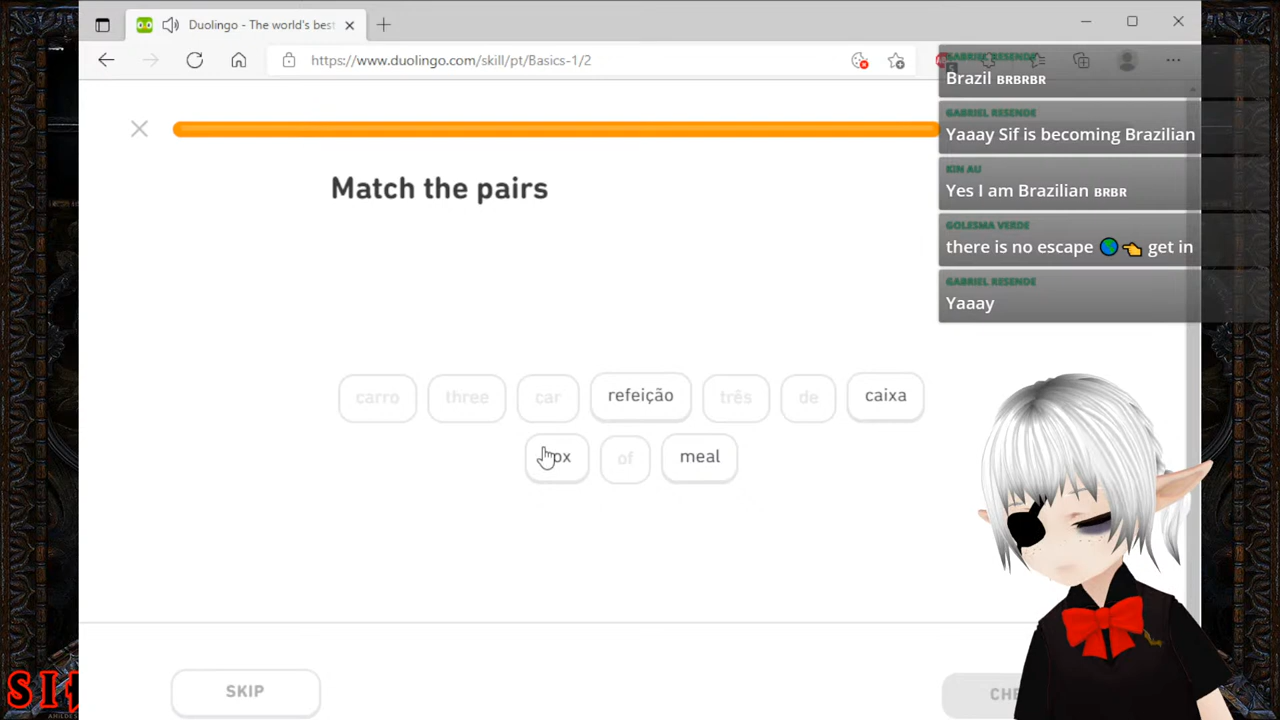 Duolingo - The world's best
https://www.duolingo.com/skill/pt/Basics-1/2
GABRIEL RESENDE
Brazil BRBRBR
GABRIEL RESENDE
Yaaay Sif is becoming Brazilian
KIN AU
Yes I am Brazilian BRBR
GOLESMA VERDE
there is no escape 🌎👈 get in
GABRIEL RESENDE
Yaaay
Match the pairs
carro three car refeição três de caixa
of meal
SKIP